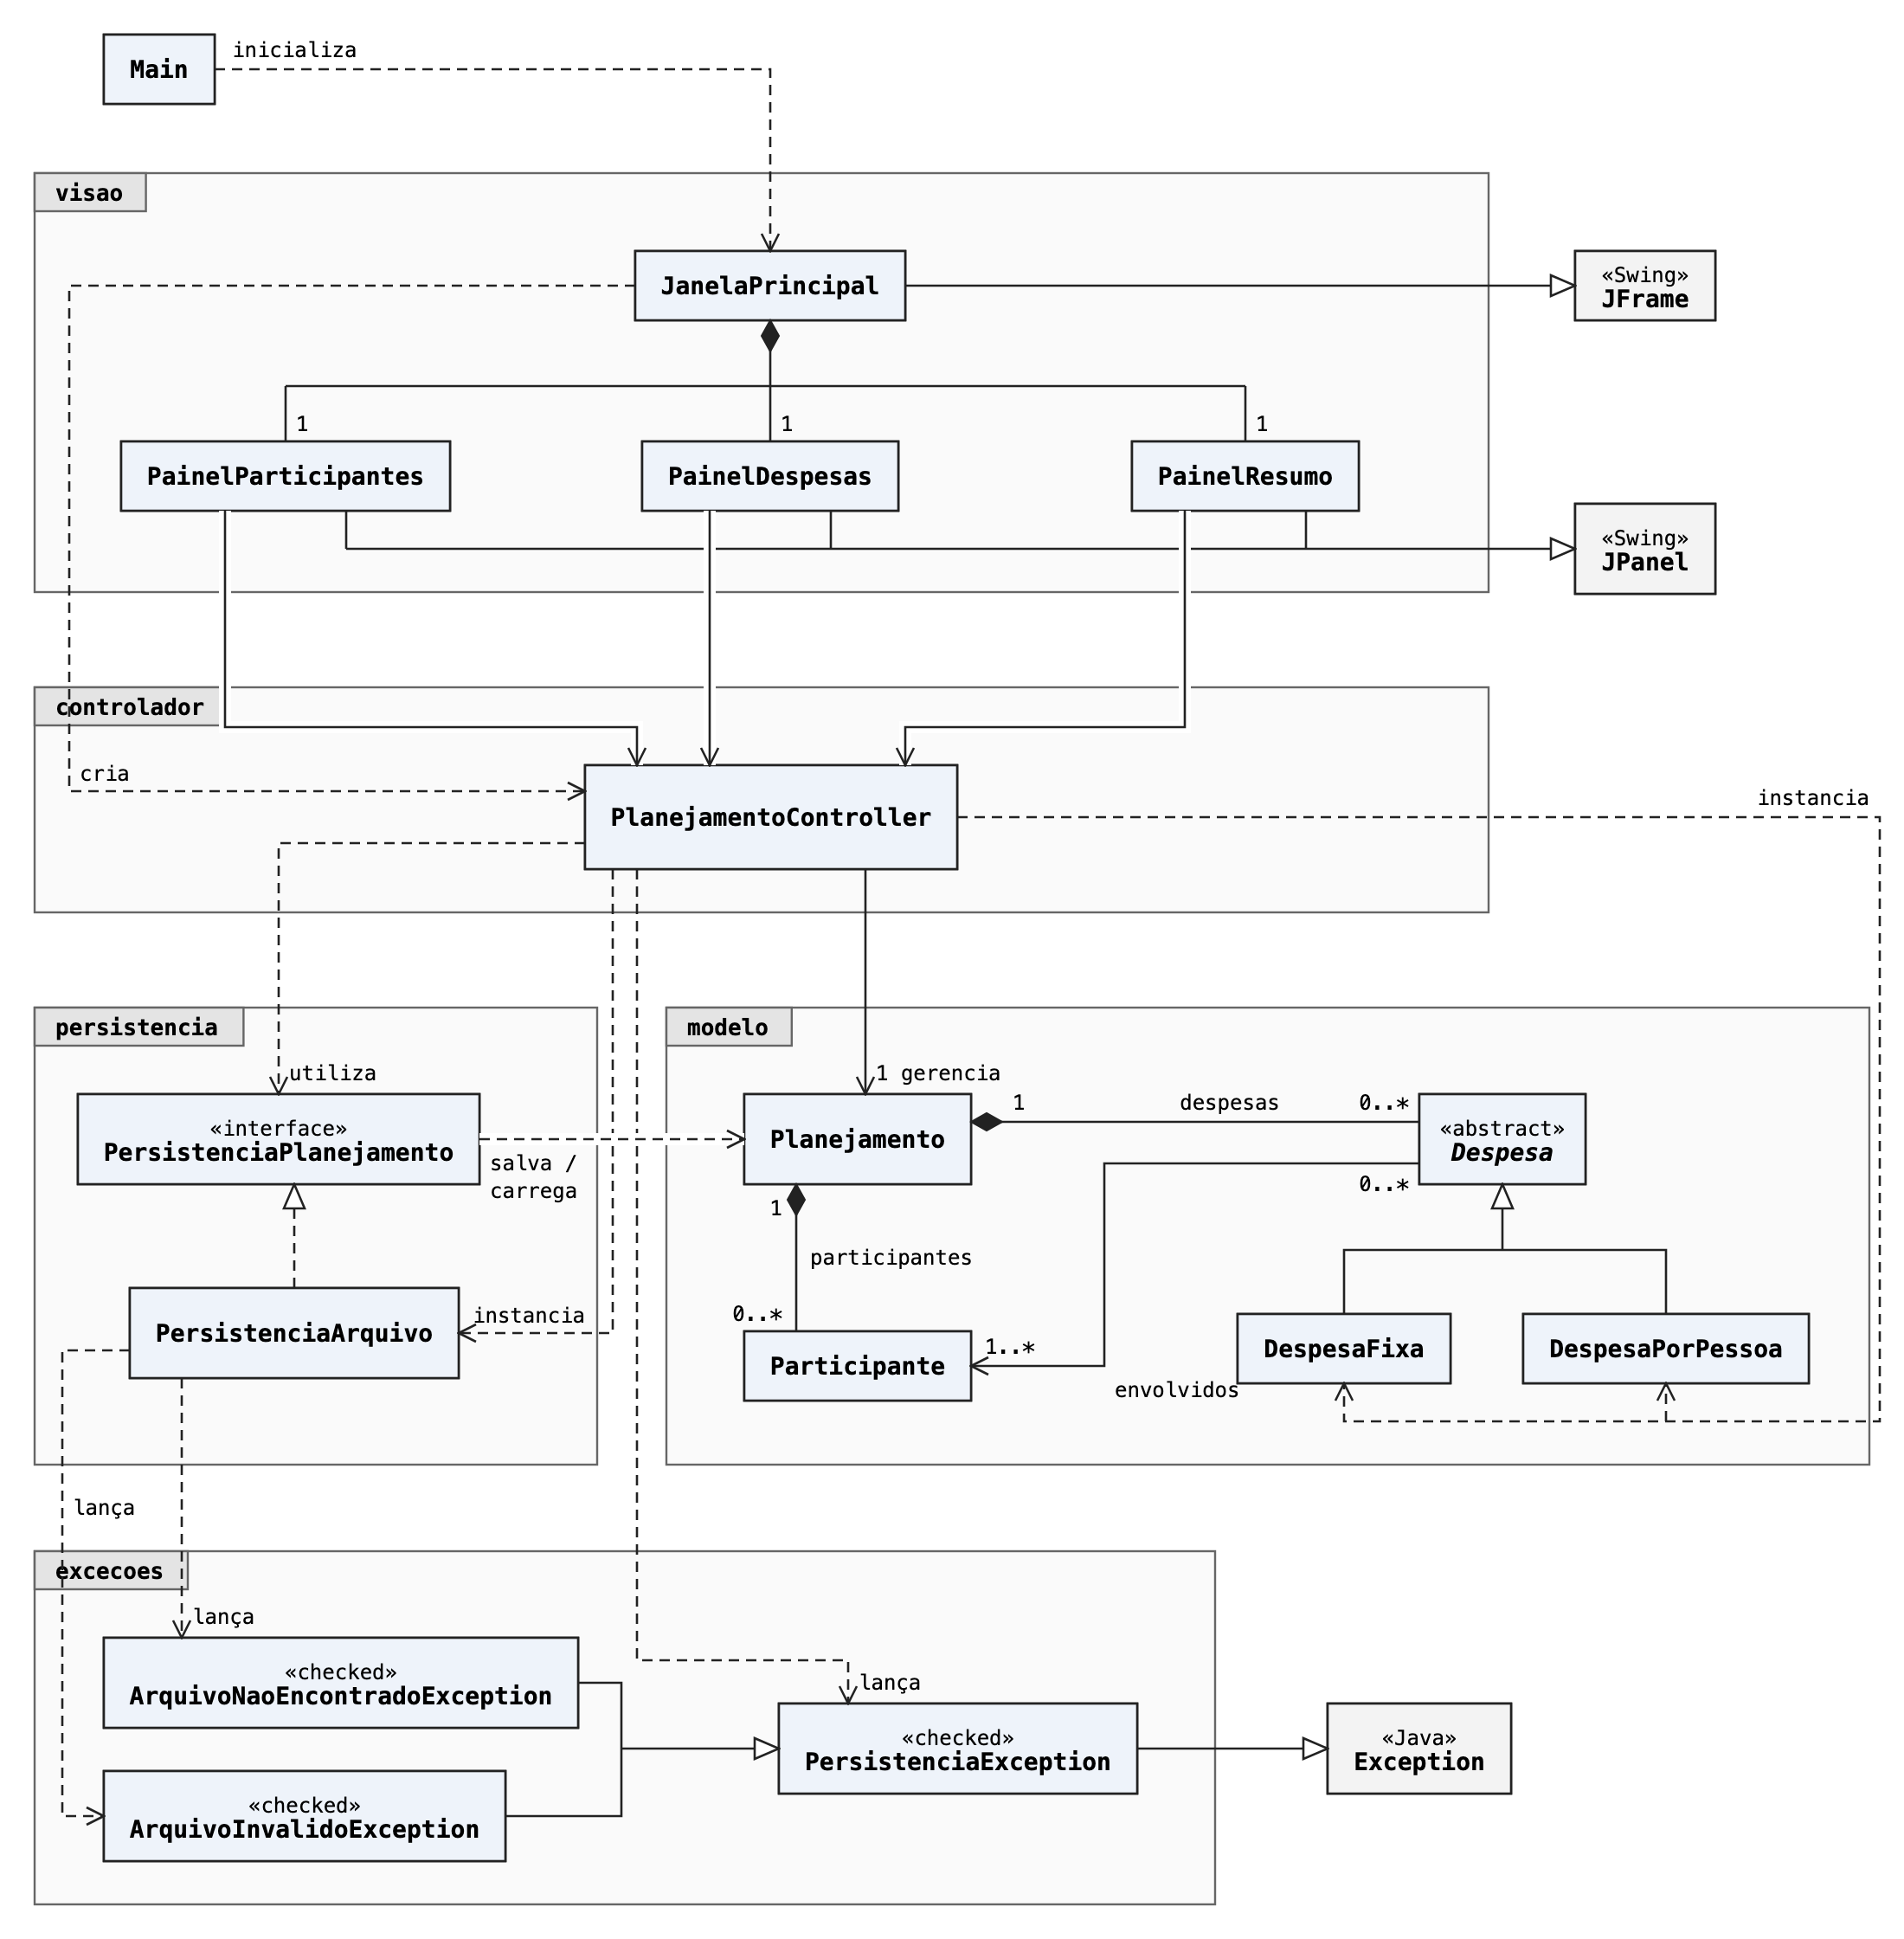 Main
inicializa
visao
JanelaPrincipal
«Swing»
JFrame
1
1
1
PainelParticipantes
PainelDespesas
PainelResumo
«Swing»
JPanel
controlador
cria
PlanejamentoController
instancia
persistencia
modelo
utiliza
1 gerencia
«interface»
PersistenciaPlanejamento
salva /
carrega
Planejamento
1
despesas
0..*
«abstract»
Despesa
0..*
1
participantes
0..*
PersistenciaArquivo
instancia
Participante
1..*
envolvidos
DespesaFixa
DespesaPorPessoa
lança
excecoes
lança
«checked»
ArquivoNaoEncontradoException
lança
«checked»
PersistenciaException
«Java»
Exception
«checked»
ArquivoInvalidoException